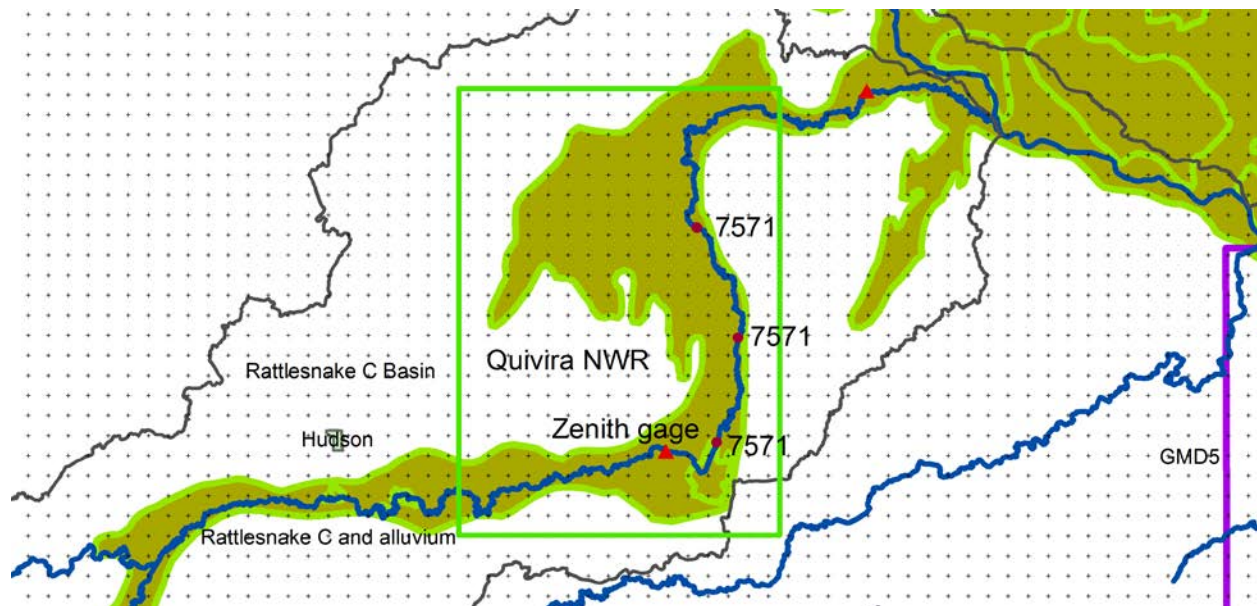 7571
7571
Quivira NWR
Rattlesnake C Basin
Zenith gage
Hudson
7571
GMD5
Rattlesnake C and alluvium